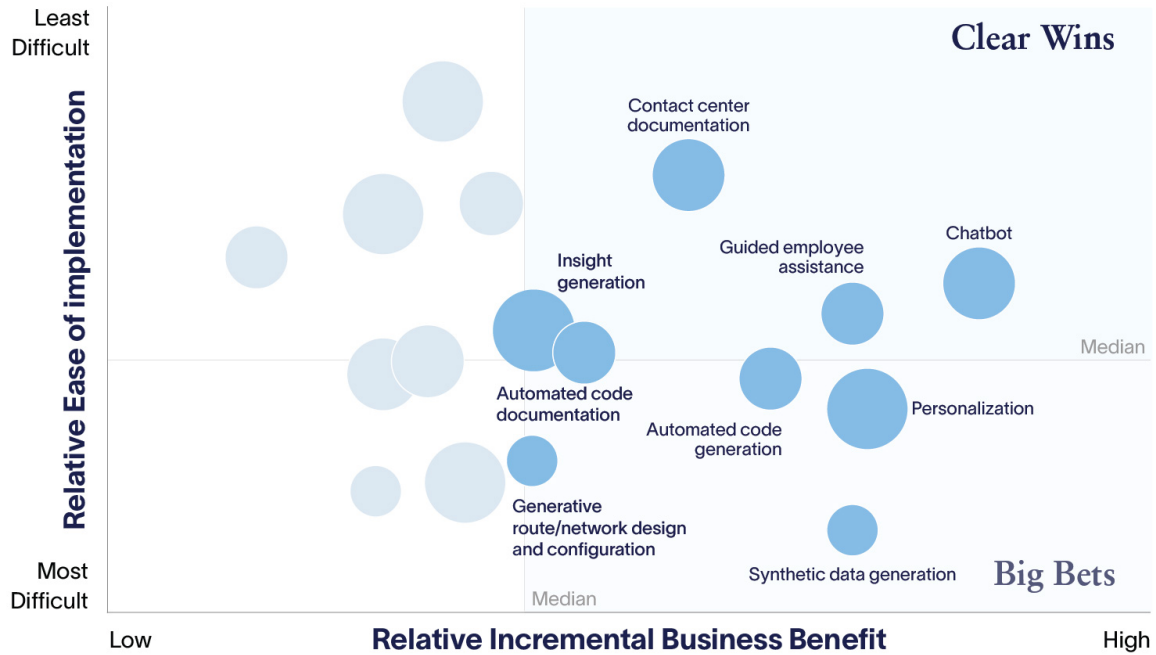 Least
Difficult
Clear Wins
Contact center
documentation
Chatbot
Guided employee
assistance
Insight
generation
Median
Automated code
documentation
Personalization
Automated code
generation
Generative
route/network design
and configuration
Synthetic data generation
Big Bets
Relative Ease of implementation
Most
Difficult
Median
Low
Relative Incremental Business Benefit
High